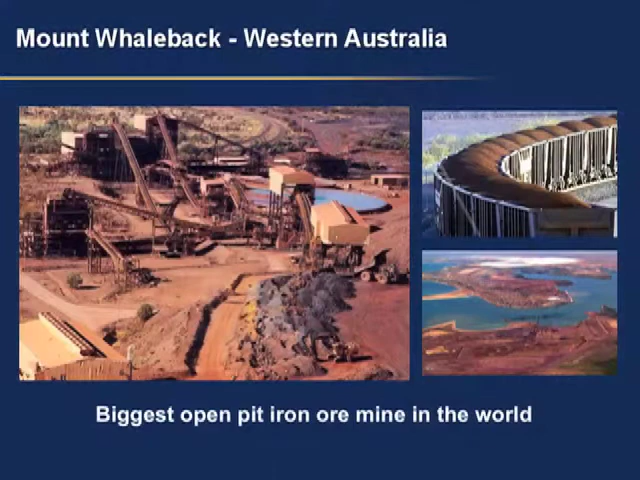 Mount Whaleback - Western Australia
Biggest open pit iron ore mine in the world